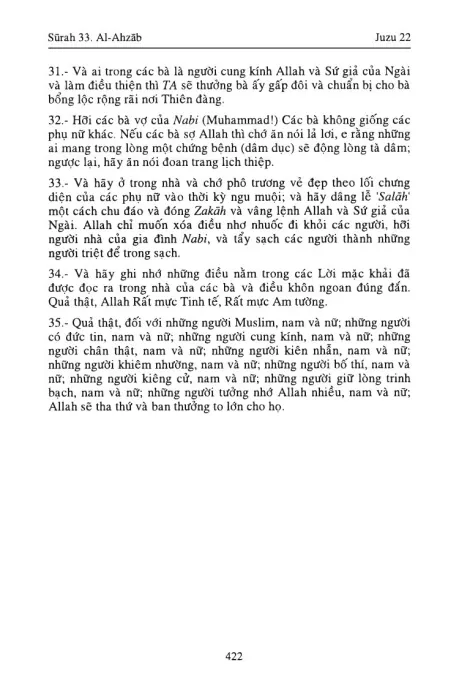 Sūrah 33. Al-Ahzāb
Juzu 22
31.- Và ai trong các bà là người cung kính Allah và Sứ giả của Ngài
và làm điều thiện thì TA sẽ thưởng bà ấy gấp đôi và chuẩn bị cho bà
bổng lộc rộng rãi nơi Thiên đàng.
32.- Hỡi các bà vợ của Nabi (Muhammad!) Các bà không giống các
phụ nữ khác. Nếu các bà sợ Allah thì chớ ăn nói lả lơi, e rằng những
ai mang trong lòng một chứng bệnh (dâm dục) sẽ động lòng tà dâm;
ngược lại, hãy ăn nói đoan trang lịch thiệp.
33.- Và hãy ở trong nhà và chớ phô trương vẻ đẹp theo lối chưng
diện của các phụ nữ vào thời kỳ ngu muội; và hãy dâng lễ 'Salāh'
một cách chu đáo và đóng Zakāh và vâng lệnh Allah và Sứ giả của
Ngài. Allah chỉ muốn xóa điều nhơ nhuốc đi khỏi các người, hỡi
người nhà của gia đình Nabi, và tẩy sạch các người thành những
người triệt để trong sạch.
34.- Và hãy ghi nhớ những điều nằm trong các Lời mặc khải đã
được đọc ra trong nhà của các bà và điều khôn ngoan đúng đắn.
Quả thật, Allah Rất mực Tinh tế, Rất mực Am tường.
35.- Quả thật, đối với những người Muslim, nam và nữ; những người
có đức tin, nam và nữ; những người cung kính, nam và nữ; những
người chân thật, nam và nữ; những người kiên nhẫn, nam và nữ;
những người khiêm nhường, nam và nữ; những người bố thí, nam và
nữ; những người kiêng cử, nam và nữ; những người giữ lòng trinh
bạch, nam và nữ; những người tưởng nhớ Allah nhiều, nam và nữ;
Allah sẽ tha thứ và ban thưởng to lớn cho họ.
422